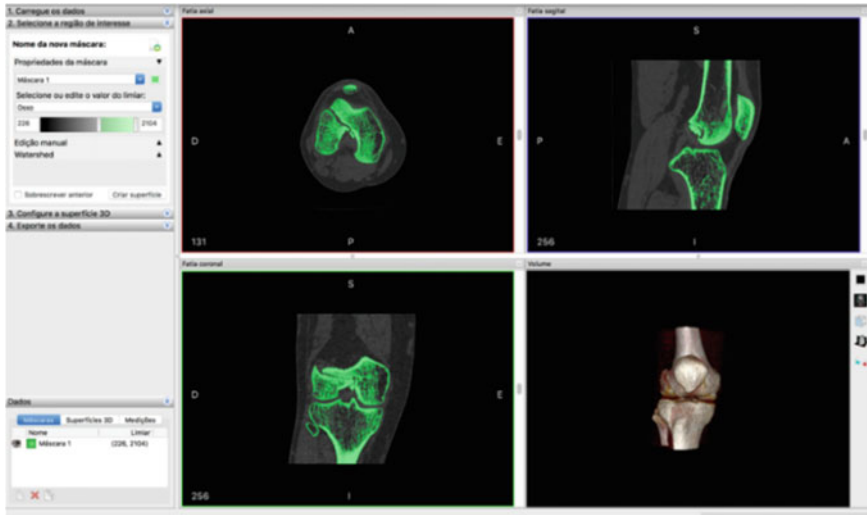 1. Carregue os dados
2. Selecione a região de interesse
Nome da nova máscara:
Propriedades da máscara
Máscara 1
Selecione ou edite o valor do limiar:
Osso
226
2104
Edição manual
Watershed
Sobrescrever anterior
Criar superfície
3. Configure a superfície 3D
4. Exporte os dados
Dados
Máscaras
Superfícies 3D
Medições
Nome
Limiar
Máscara 1
(226, 2104)
Fatia axial
A
D
E
131
P
Fatia sagital
S
P
A
256
I
Fatia coronal
S
D
E
256
I
Volume